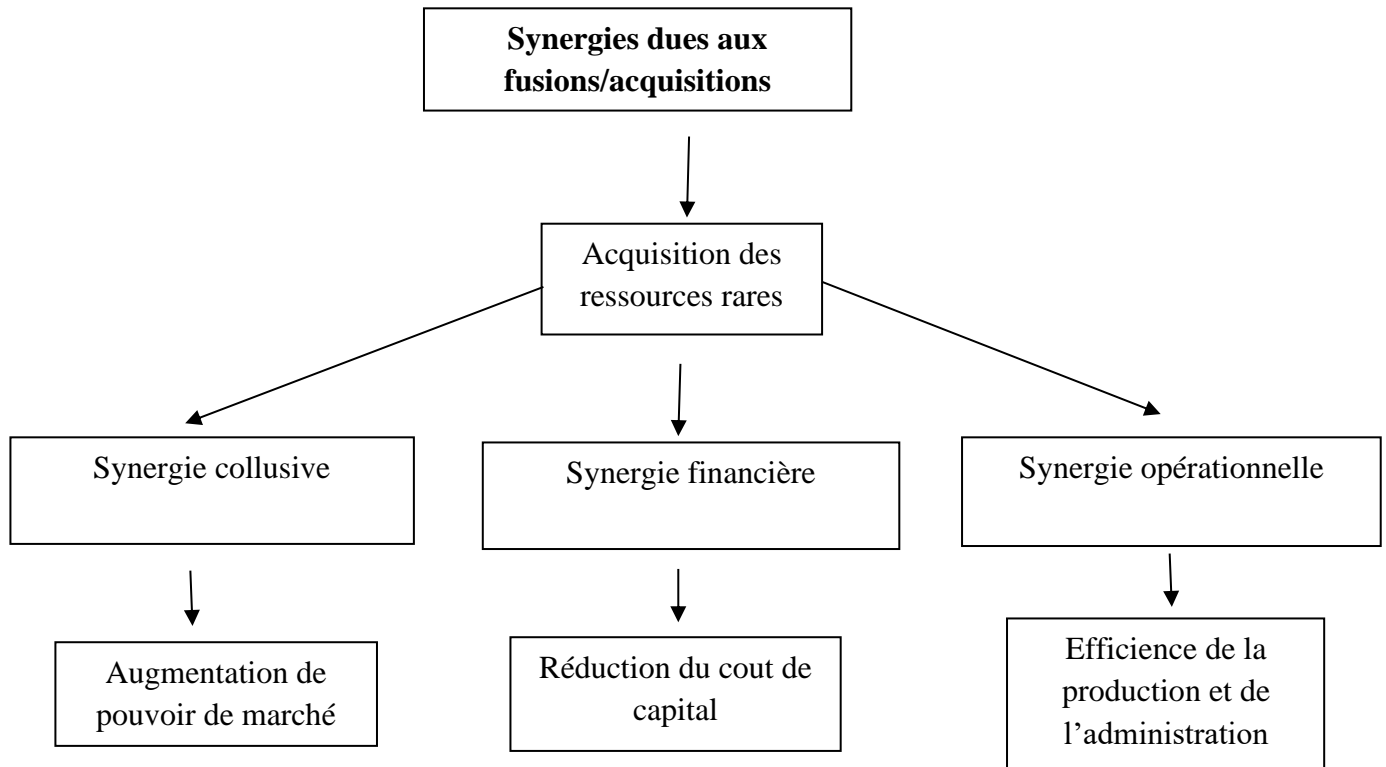 Synergies dues aux
fusions/acquisitions
Acquisition des
ressources rares
Synergie collusive
Synergie financière
Synergie opérationnelle
Augmentation de
pouvoir de marché
Réduction du cout de
capital
Efficience de la
production et de
l’administration